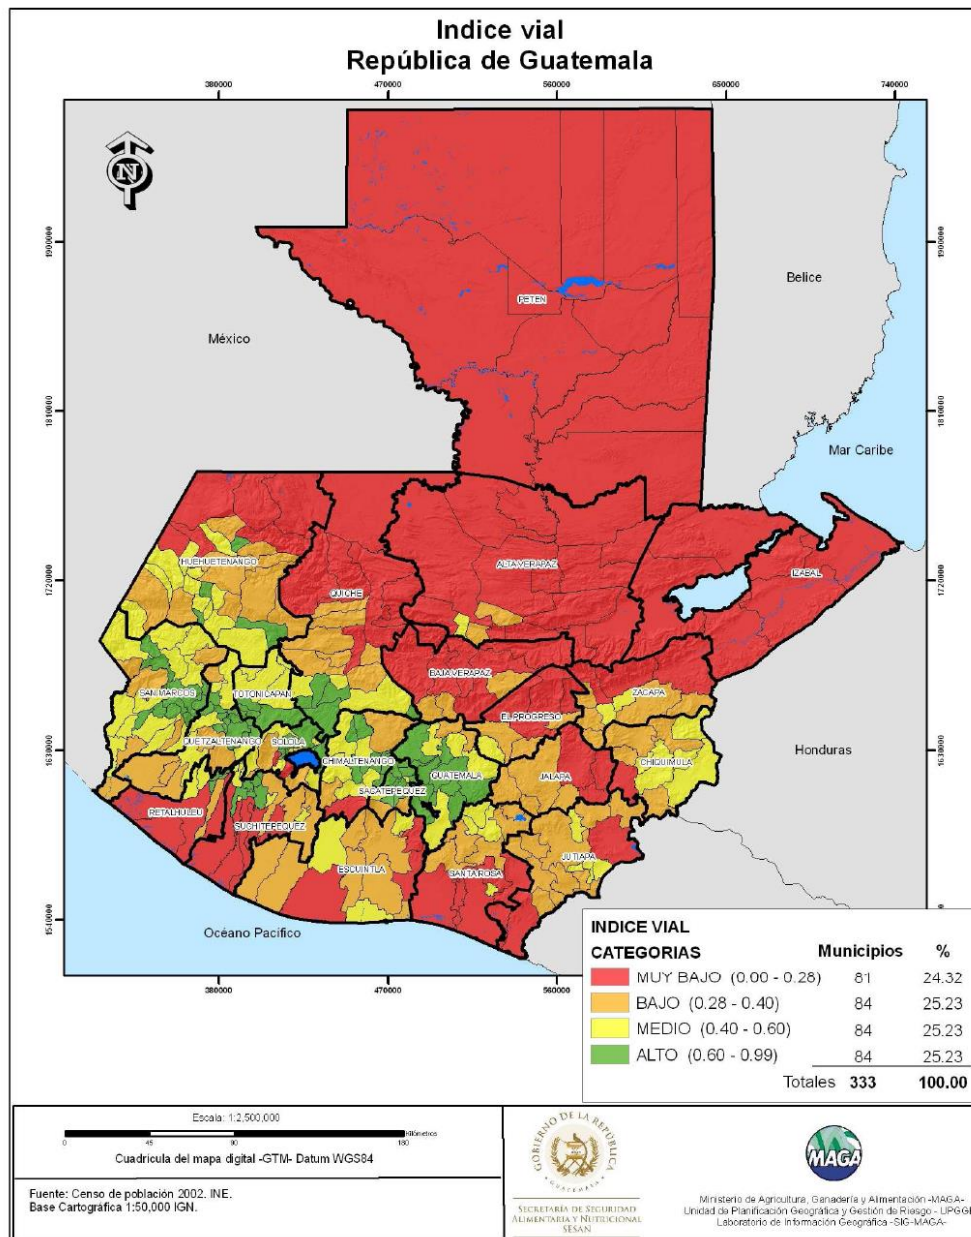 Indice vial
República de Guatemala
380000 470000 560000 650000 740000
1900000 1900000
Belice
PETEN
México
1810000 1810000
Mar Caribe
HUEHUETENANGO
ALTA VERAPAZ
IZABAL
1720000 1720000
QUICHE
BAJA VERAPAZ
SAN MARCOS
TOTONICAPAN
ZACAPA
EL PROGRESO
QUETZALTENANGO
SOLOLA
1630000 1630000
Honduras
CHIMALTENANGO
CHIQUIMULA
GUATEMALA
JALAPA
SACATEPEQUEZ
RETALHULEU
SUCHITEPEQUEZ
JUTIAPA
ESCUINTLA
SANTA ROSA
1540000
Océano Pacífico
380000 470000 560000
INDICE VIAL
CATEGORIAS Municipios %
MUY BAJO (0.00 - 0.28) 81 24.32
BAJO (0.28 - 0.40) 84 25.23
MEDIO (0.40 - 0.60) 84 25.23
ALTO (0.60 - 0.99) 84 25.23
Totales 333 100.00
Escala: 1:2,500,000
Kilómetros
0 45 90 180
Cuadricula del mapa digital -GTM- Datum WGS84
Fuente: Censo de población 2002. INE.
Base Cartográfica 1:50,000 IGN.
GOBIERNO DE LA REPÚBLICA
GUATEMALA
SECRETARÍA DE SEGURIDAD
ALIMENTARIA Y NUTRICIONAL
SESAN
MAGA
Ministerio de Agricultura, Ganadería y Alimentación -MAGA-
Unidad de Planificación Geográfica y Gestión de Riesgo - UPGGR
Laboratorio de Información Geográfica -SIG-MAGA-